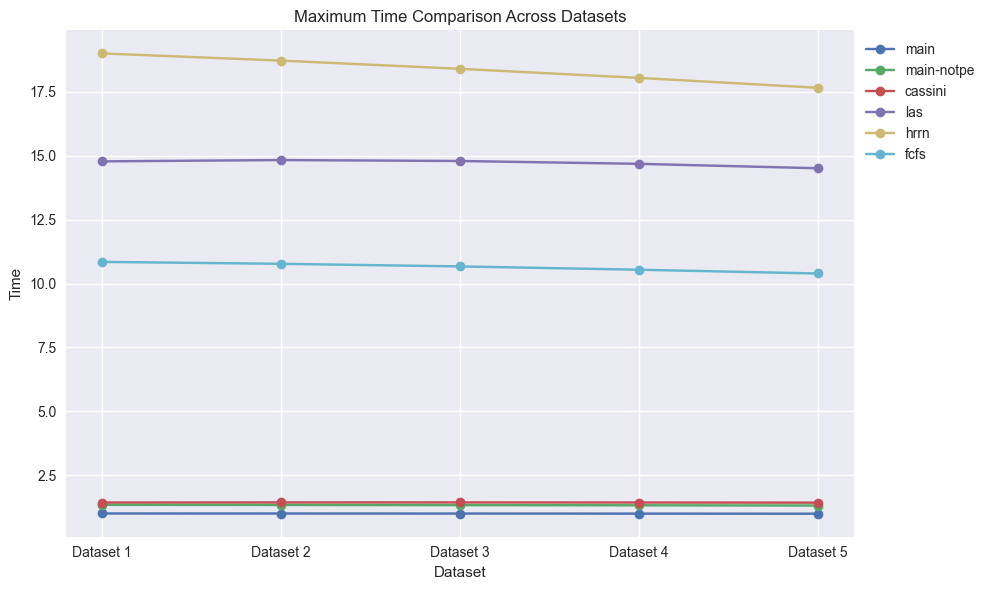 Maximum Time Comparison Across Datasets
main
main-notpe
cassini
las
hrrn
fcfs
17.5
15.0
12.5
10.0
7.5
5.0
2.5
Time
Dataset 1
Dataset 2
Dataset 3
Dataset 4
Dataset 5
Dataset